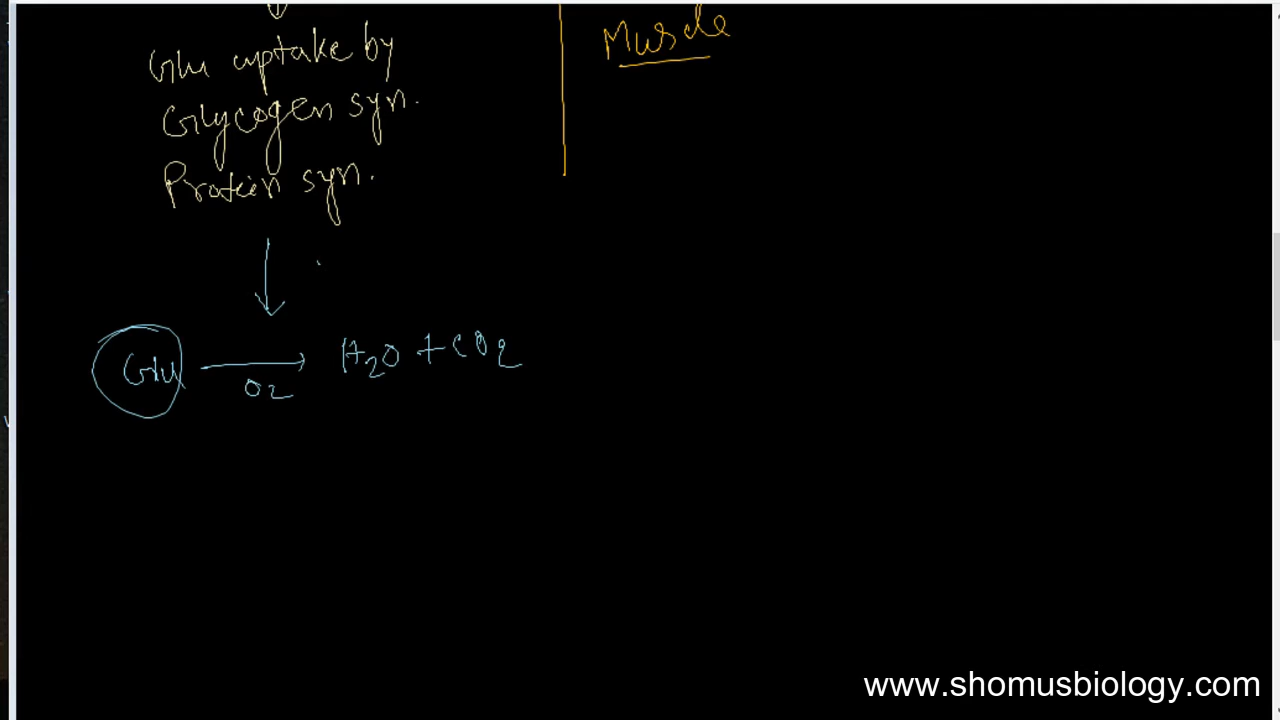 Glu uptake by
Muscle
Glycogen syn.
Protein syn.
Glu → H2O + CO2
O2
www.shomusbiology.com